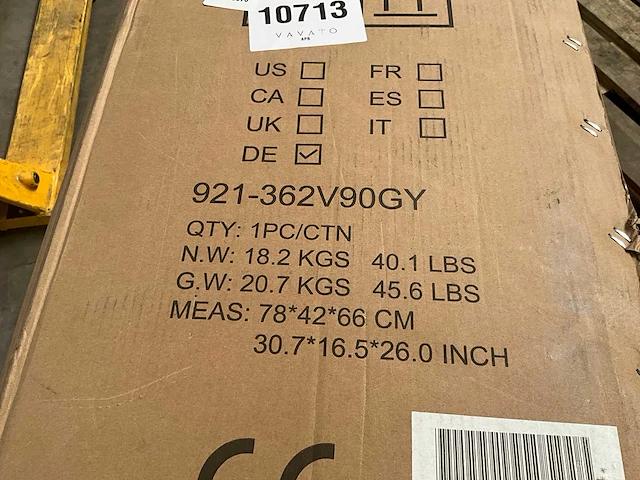 10713
VAVATO
US ☐ FR ☐
CA ☐ ES ☐
UK ☐ IT ☐
DE ☑
921-362V90GY
QTY: 1PC/CTN
N.W: 18.2 KGS 40.1 LBS
G.W: 20.7 KGS 45.6 LBS
MEAS: 78*42*66 CM
30.7*16.5*26.0 INCH
CE